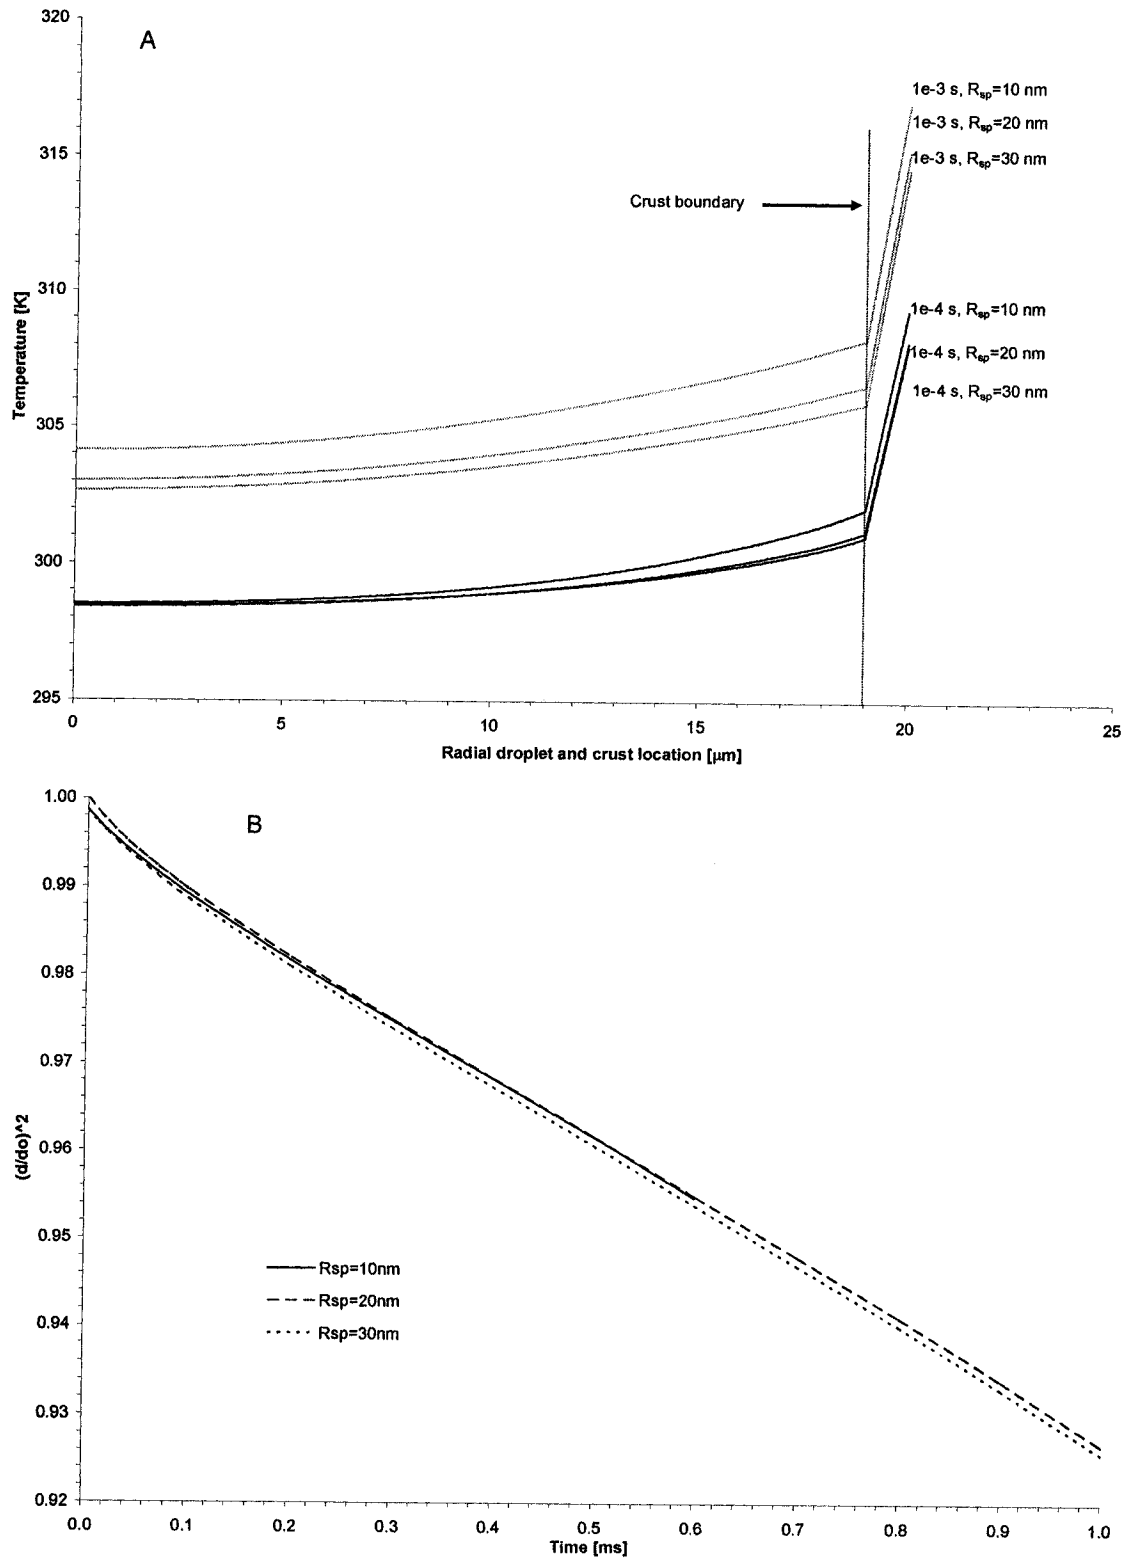 A
320
315
310
305
300
295
Temperature [K]
1e-3 s, Rsp=10 nm
1e-3 s, Rsp=20 nm
1e-3 s, Rsp=30 nm
Crust boundary
1e-4 s, Rsp=10 nm
1e-4 s, Rsp=20 nm
1e-4 s, Rsp=30 nm
0 5 10 15 20 25
Radial droplet and crust location [μm]
B
1.00
0.99
0.98
0.97
0.96
0.95
0.94
0.93
0.92
(d/do)^2
Rsp=10nm
Rsp=20nm
Rsp=30nm
0.0 0.1 0.2 0.3 0.4 0.5 0.6 0.7 0.8 0.9 1.0
Time [ms]